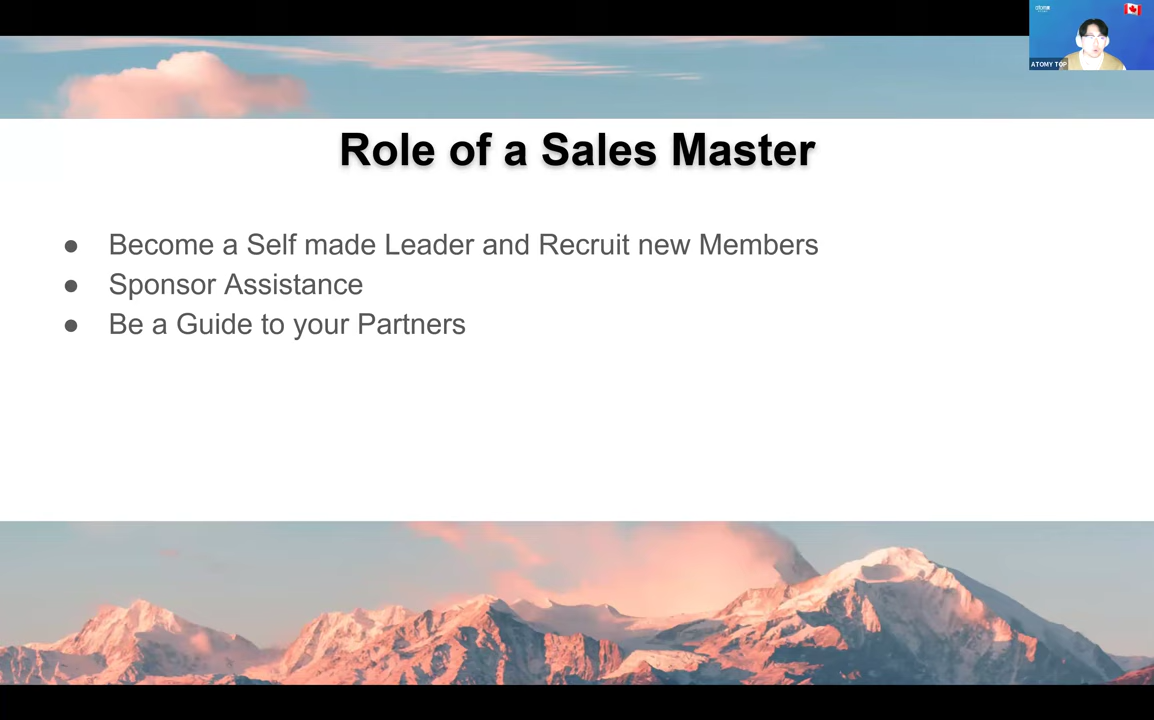 ATOMY TOP
Role of a Sales Master
● Become a Self made Leader and Recruit new Members
● Sponsor Assistance
● Be a Guide to your Partners